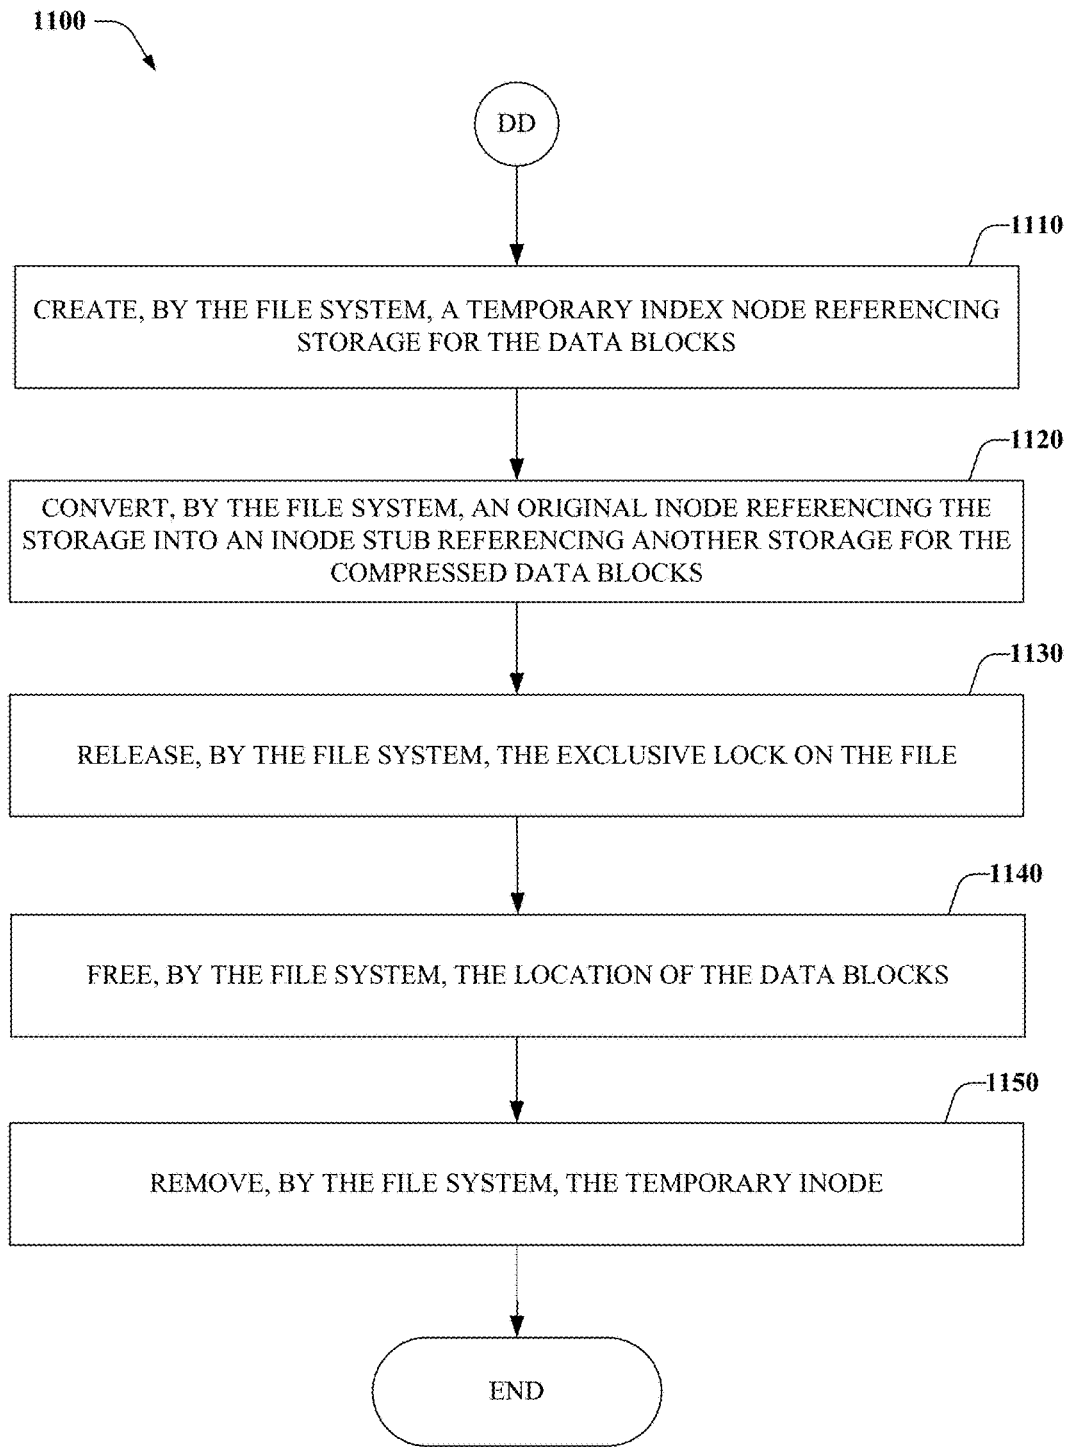 1100
DD
1110
CREATE, BY THE FILE SYSTEM, A TEMPORARY INDEX NODE REFERENCING
STORAGE FOR THE DATA BLOCKS
1120
CONVERT, BY THE FILE SYSTEM, AN ORIGINAL INODE REFERENCING THE
STORAGE INTO AN INODE STUB REFERENCING ANOTHER STORAGE FOR THE
COMPRESSED DATA BLOCKS
1130
RELEASE, BY THE FILE SYSTEM, THE EXCLUSIVE LOCK ON THE FILE
1140
FREE, BY THE FILE SYSTEM, THE LOCATION OF THE DATA BLOCKS
1150
REMOVE, BY THE FILE SYSTEM, THE TEMPORARY INODE
END